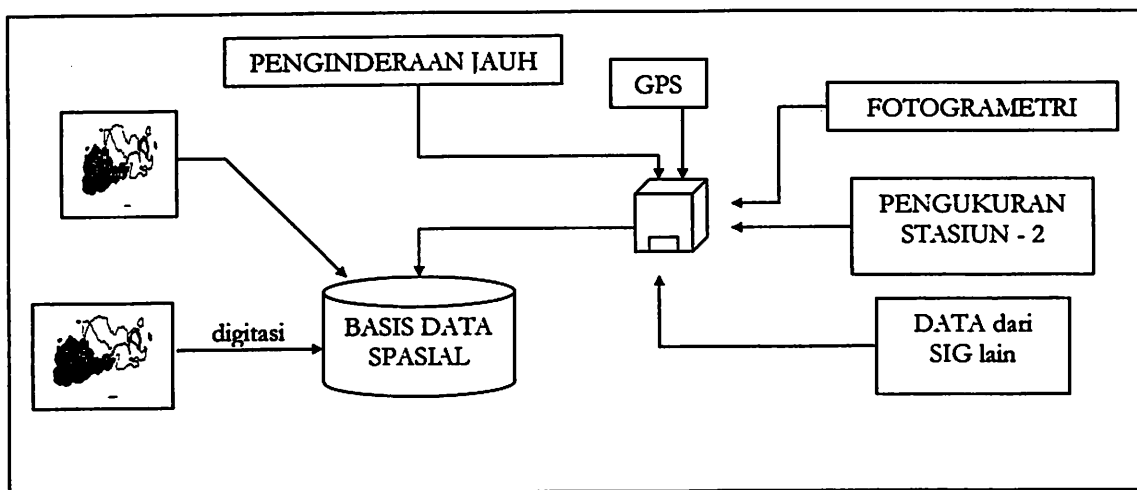 PENGINDERAAN JAUH
GPS
FOTOGRAMETRI
PENGUKURAN
STASIUN - 2
digitasi
BASIS DATA
SPASIAL
DATA dari
SIG lain